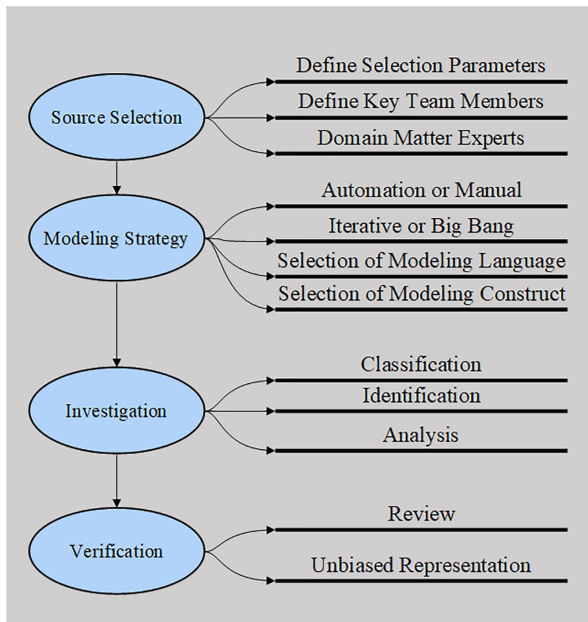 Source Selection
Define Selection Parameters
Define Key Team Members
Domain Matter Experts
Modeling Strategy
Automation or Manual
Iterative or Big Bang
Selection of Modeling Language
Selection of Modeling Construct
Investigation
Classification
Identification
Analysis
Verification
Review
Unbiased Representation